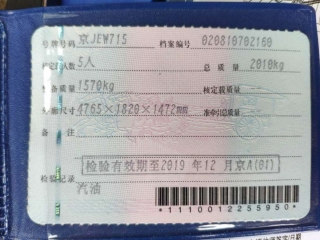 号牌号码 京JEW715 档案编号 020810702160
核定载人数 5人 总质量 2010kg
整备质量 1570kg 核定载质量
外廓尺寸 4765×1820×1472mm 准牵引总质量
备注
检验有效期至2019年12月京A(01)
检验记录
汽油
*1110012255950*